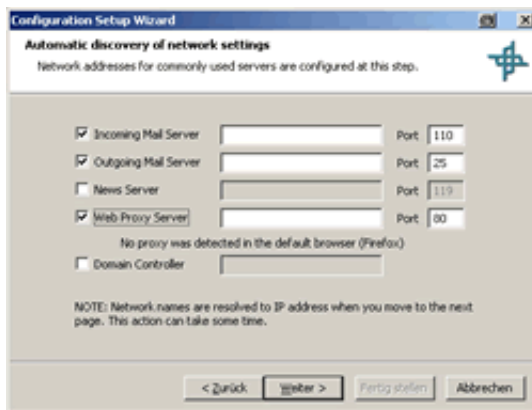 Configuration Setup Wizard
Automatic discovery of network settings
Network addresses for commonly used servers are configured at this step.
Incoming Mail Server Port 110
Outgoing Mail Server Port 25
News Server Port 119
Web Proxy Server Port 80
No proxy was detected in the default browser (Firefox)
Domain Controller
NOTE: Network names are resolved to IP address when you move to the next
page. This action can take some time.
< Zurück Weiter > Fertig stellen Abbrechen